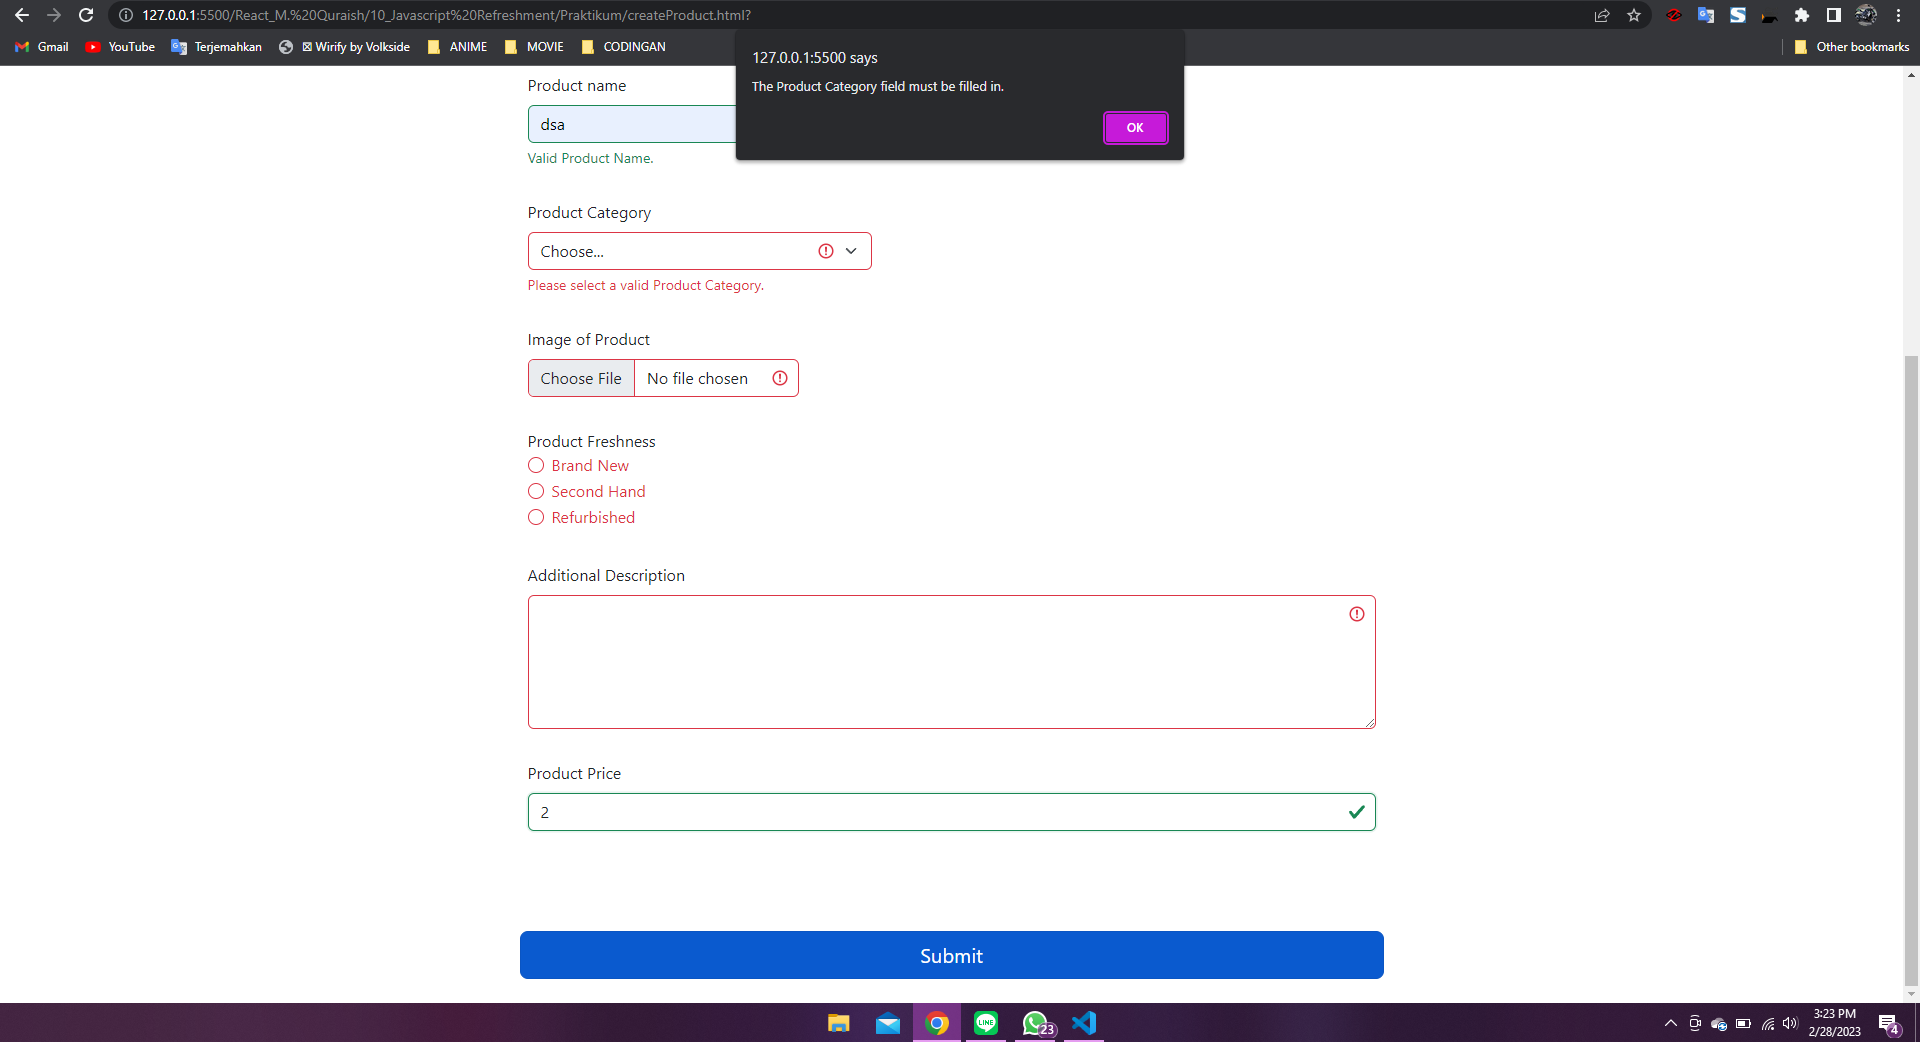 127.0.0.1:5500/React_M.%20Quraish/10_Javascript%20Refreshment/Praktikum/createProduct.html?
Gmail
YouTube
Terjemahkan
Wirify by Volkside
ANIME
MOVIE
CODINGAN
Other bookmarks
127.0.0.1:5500 says
The Product Category field must be filled in.
OK
Product name
dsa
Valid Product Name.
Product Category
Choose...
Please select a valid Product Category.
Image of Product
Choose File
No file chosen
Product Freshness
Brand New
Second Hand
Refurbished
Additional Description
Product Price
2
Submit
LINE
23
3:23 PM
2/28/2023
4